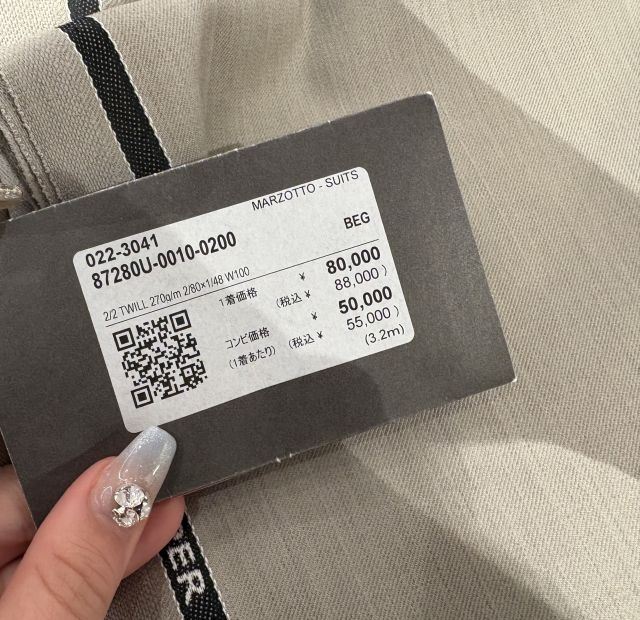 MARZOTTO - SUITS
022-3041
87280U-0010-0200
BEG
2/2 TWILL 270g/m 2/80×1/48 W100
1着価格 ¥ 80,000
(税込 ¥ 88,000 )
コンビ価格 ¥ 50,000
(1着あたり) (税込 ¥ 55,000 )
(3.2m)
PER